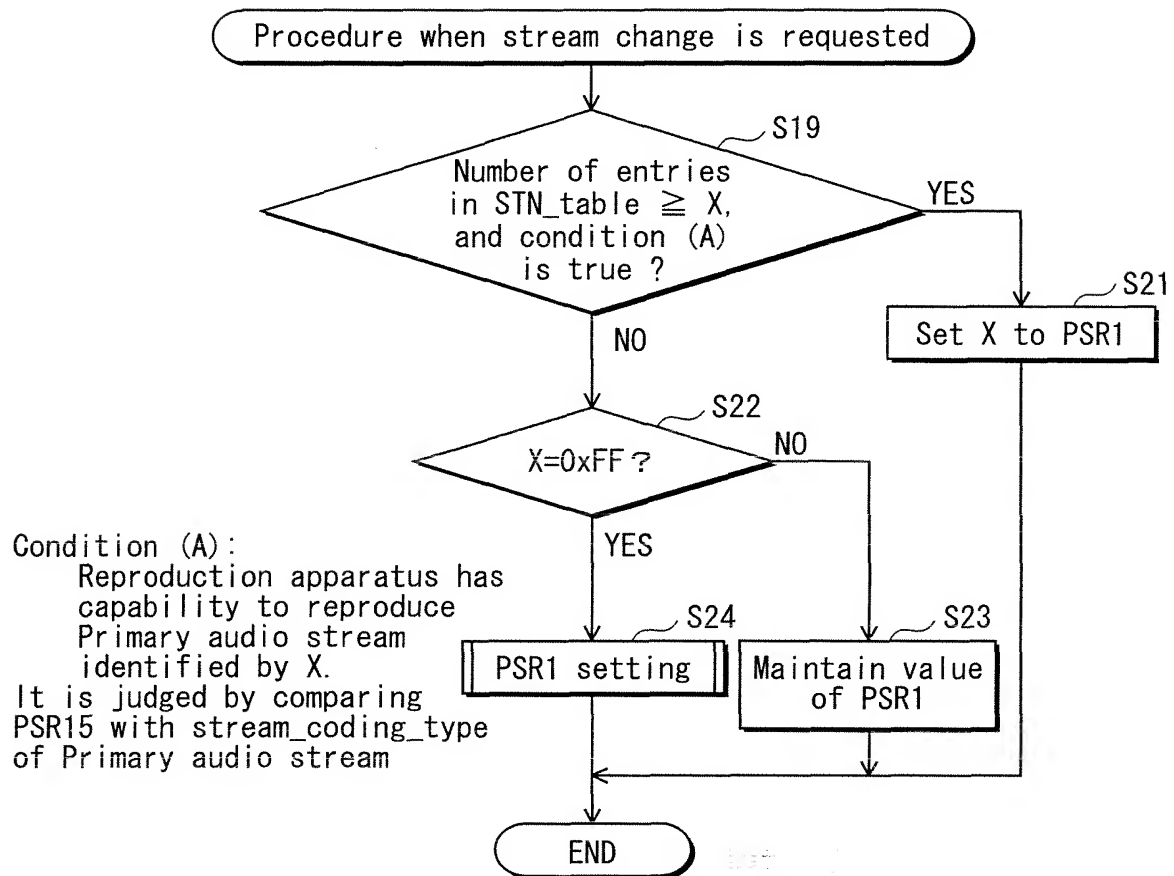 Procedure when stream change is requested
S19
Number of entries
in STN_table ≧ X,
and condition (A)
is true ?
YES
S21
Set X to PSR1
NO
S22
X=0xFF?
NO
YES
Condition (A):
Reproduction apparatus has
capability to reproduce
Primary audio stream
identified by X.
It is judged by comparing
PSR15 with stream_coding_type
of Primary audio stream
S24
PSR1 setting
S23
Maintain value
of PSR1
END